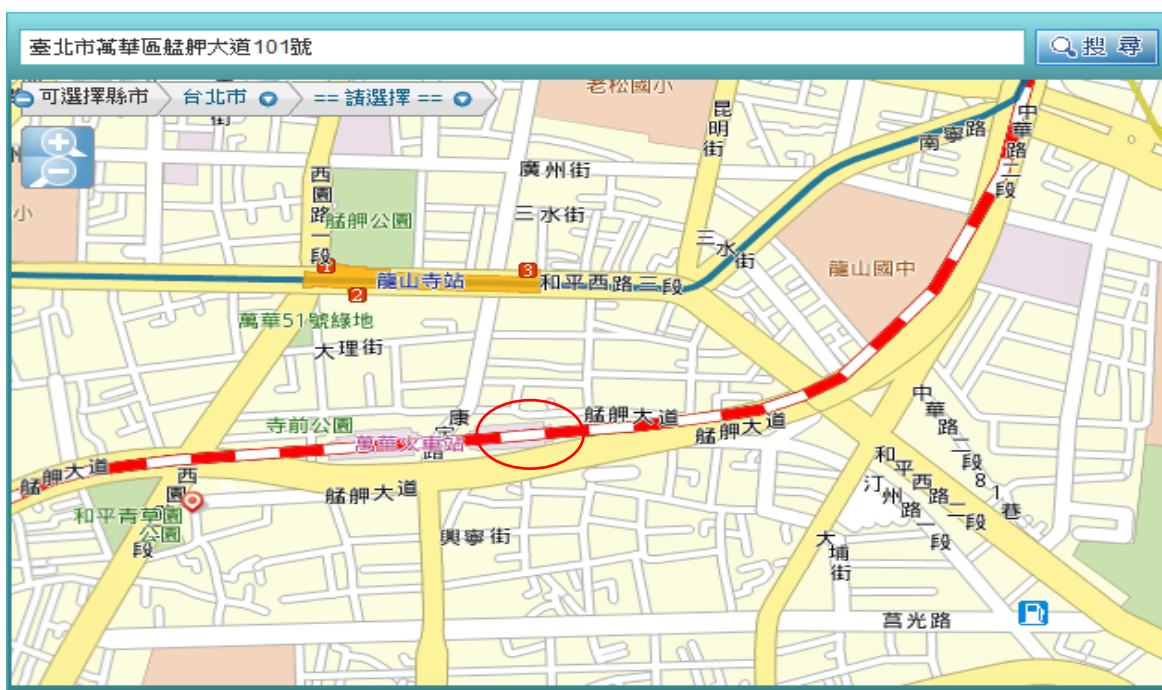 臺北市萬華區艋舺大道101號
搜 尋
可選擇縣市
台北市
== 請選擇 ==
老松國小
昆明街
中華路二段
南寧路
廣州街
西園路一段
艋舺公園
三水街
小
三水街
龍山國中
1
3
龍山寺站
和平西路三段
2
萬華51號綠地
大理街
康定路
艋舺大道
寺前公園
萬華火車站
艋舺大道
中華路二段81巷
艋舺大道
西園
段
和平青草園
公園
艋舺大道
和平西路二段
汀州路一段
興寧街
大埔街
莒光路